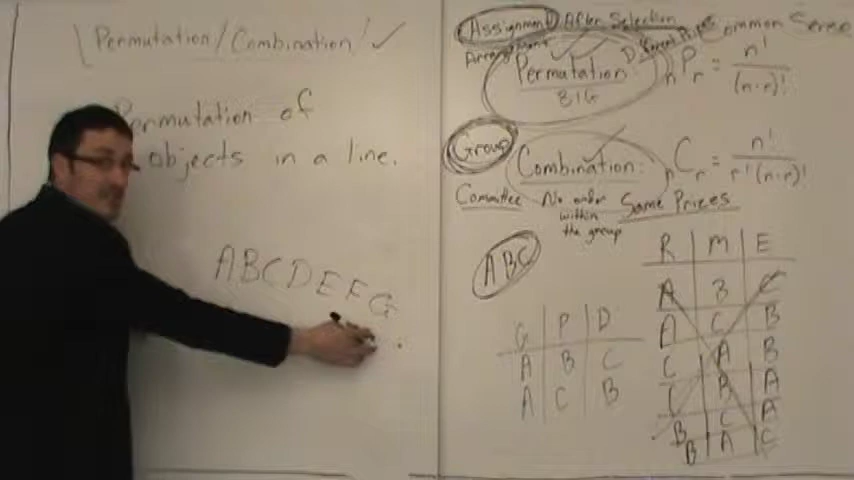 Permutation/Combination! ✓
Permutation of
objects in a line.
ABCDEFG
Assignment After Selection
Arrangement
Different Prizes
Common Sense
Permutation
BIG
nPr = n!/(n-r)!
Group
Combination:
nCr = n!/r!(n-r)!
Committee No order within the group Same Prizes
ABC
G P D
A B C
A C B
R M E
A B C
A C B
C A B
C B A
B C A
B A C